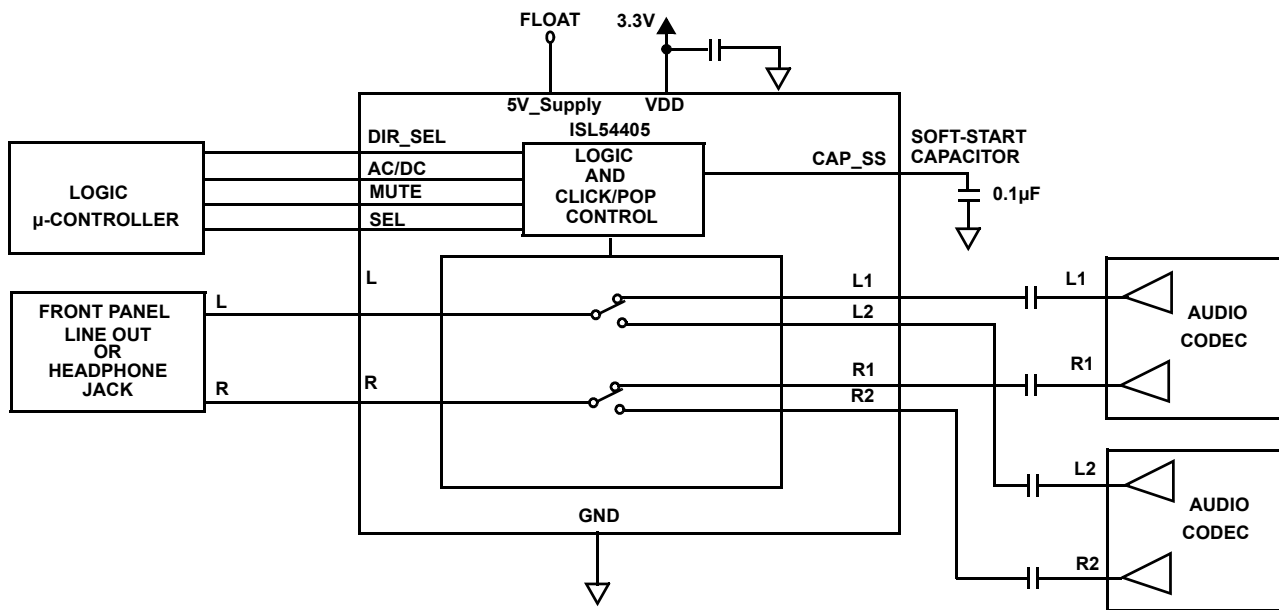 FLOAT
3.3V
5V_Supply
VDD
ISL54405
DIR_SEL
AC/DC
MUTE
SEL
LOGIC
AND
CLICK/POP
CONTROL
CAP_SS
SOFT-START
CAPACITOR
0.1µF
LOGIC
µ-CONTROLLER
FRONT PANEL
LINE OUT
OR
HEADPHONE
JACK
L
R
L
R
L1
L2
R1
R2
L1
R1
AUDIO
CODEC
L2
R2
AUDIO
CODEC
GND